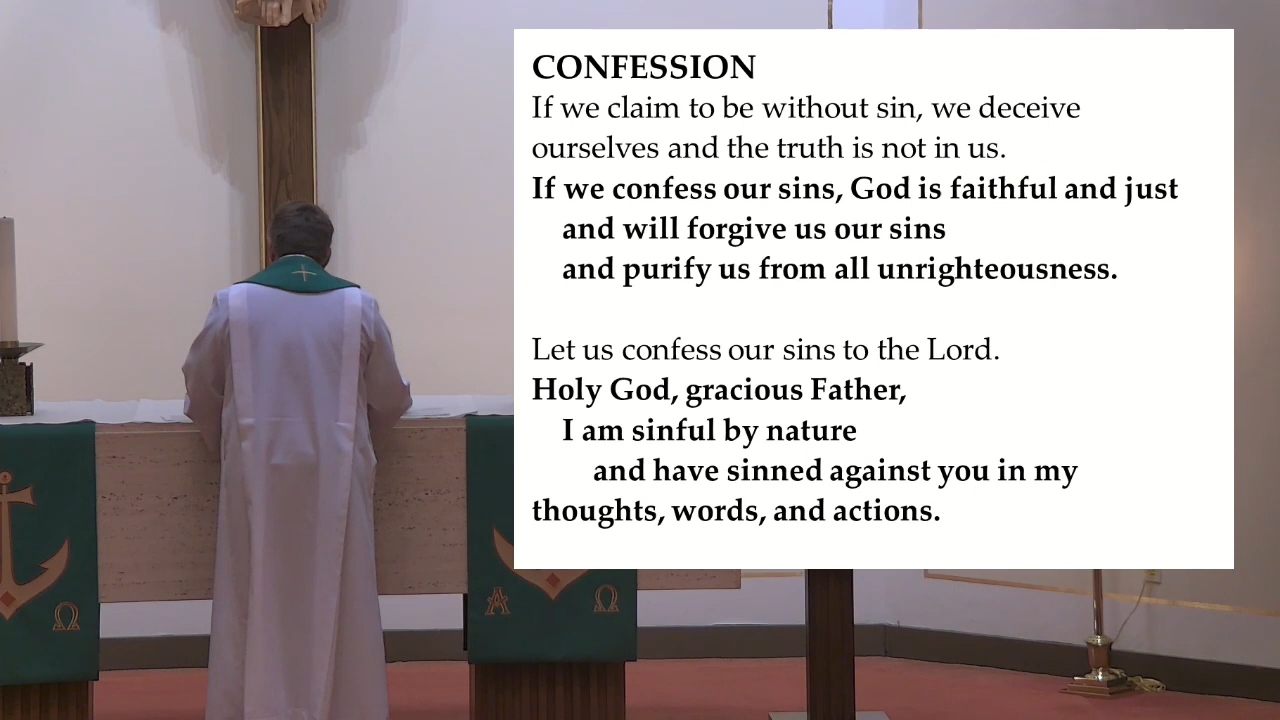 CONFESSION
If we claim to be without sin, we deceive
ourselves and the truth is not in us.
If we confess our sins, God is faithful and just
and will forgive us our sins
and purify us from all unrighteousness.
Let us confess our sins to the Lord.
Holy God, gracious Father,
I am sinful by nature
and have sinned against you in my
thoughts, words, and actions.
Ω
Α Ω